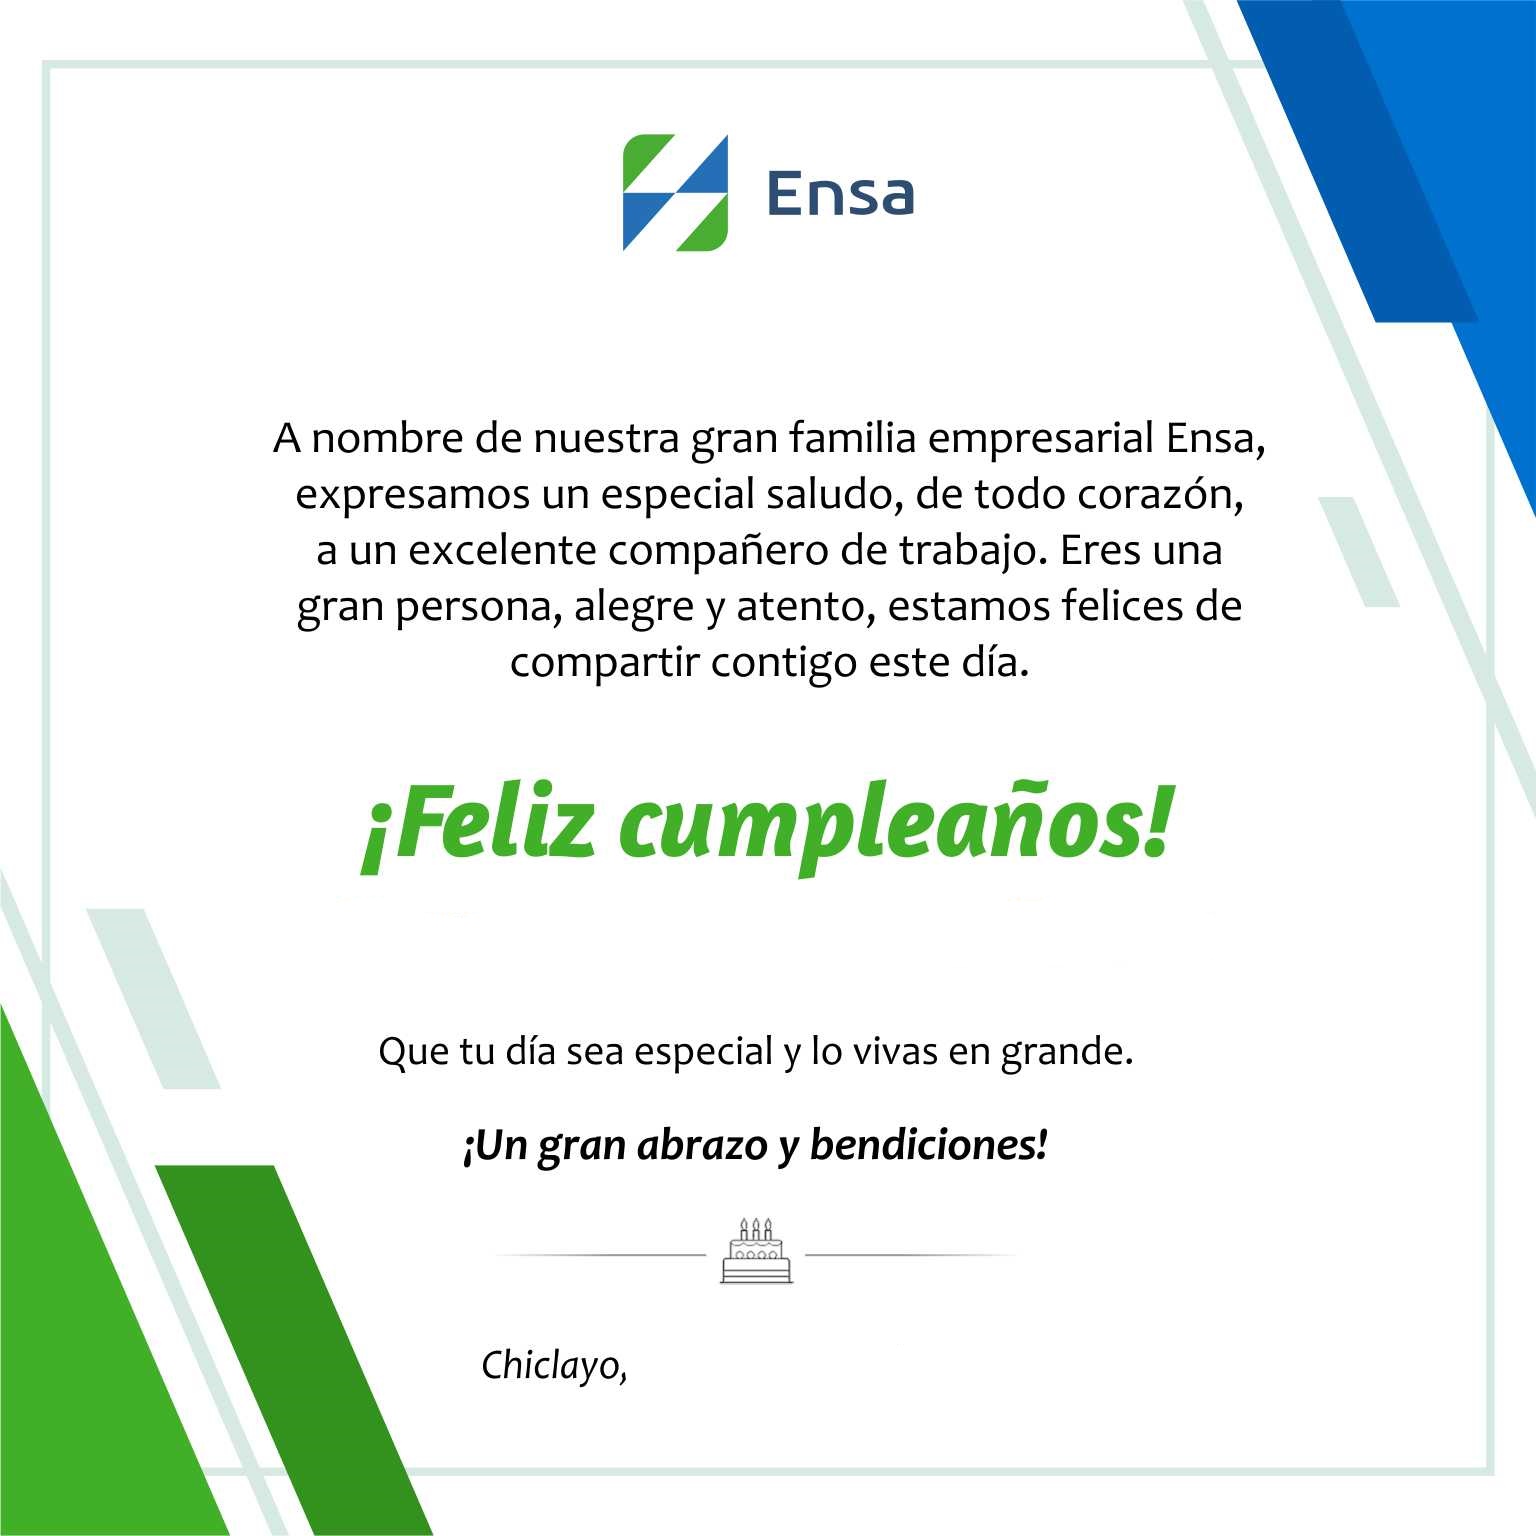 Ensa
A nombre de nuestra gran familia empresarial Ensa,
expresamos un especial saludo, de todo corazón,
a un excelente compañero de trabajo. Eres una
gran persona, alegre y atento, estamos felices de
compartir contigo este día.
¡Feliz cumpleaños!
Que tu día sea especial y lo vivas en grande.
¡Un gran abrazo y bendiciones!
Chiclayo,